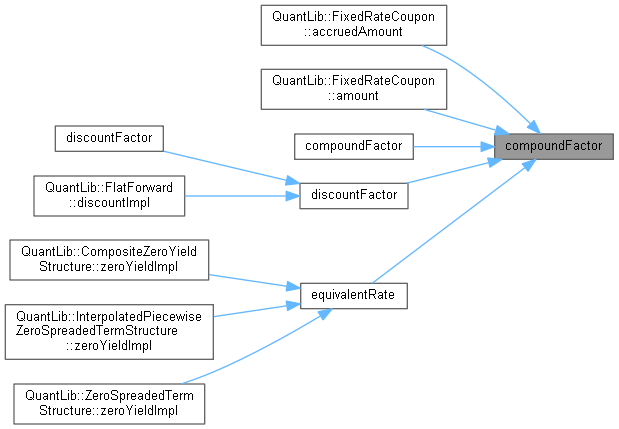 QuantLib::FixedRateCoupon
::accruedAmount
QuantLib::FixedRateCoupon
::amount
discountFactor
compoundFactor
compoundFactor
QuantLib::FlatForward
::discountImpl
discountFactor
QuantLib::CompositeZeroYield
Structure::zeroYieldImpl
equivalentRate
QuantLib::InterpolatedPiecewise
ZeroSpreadedTermStructure
::zeroYieldImpl
QuantLib::ZeroSpreadedTerm
Structure::zeroYieldImpl